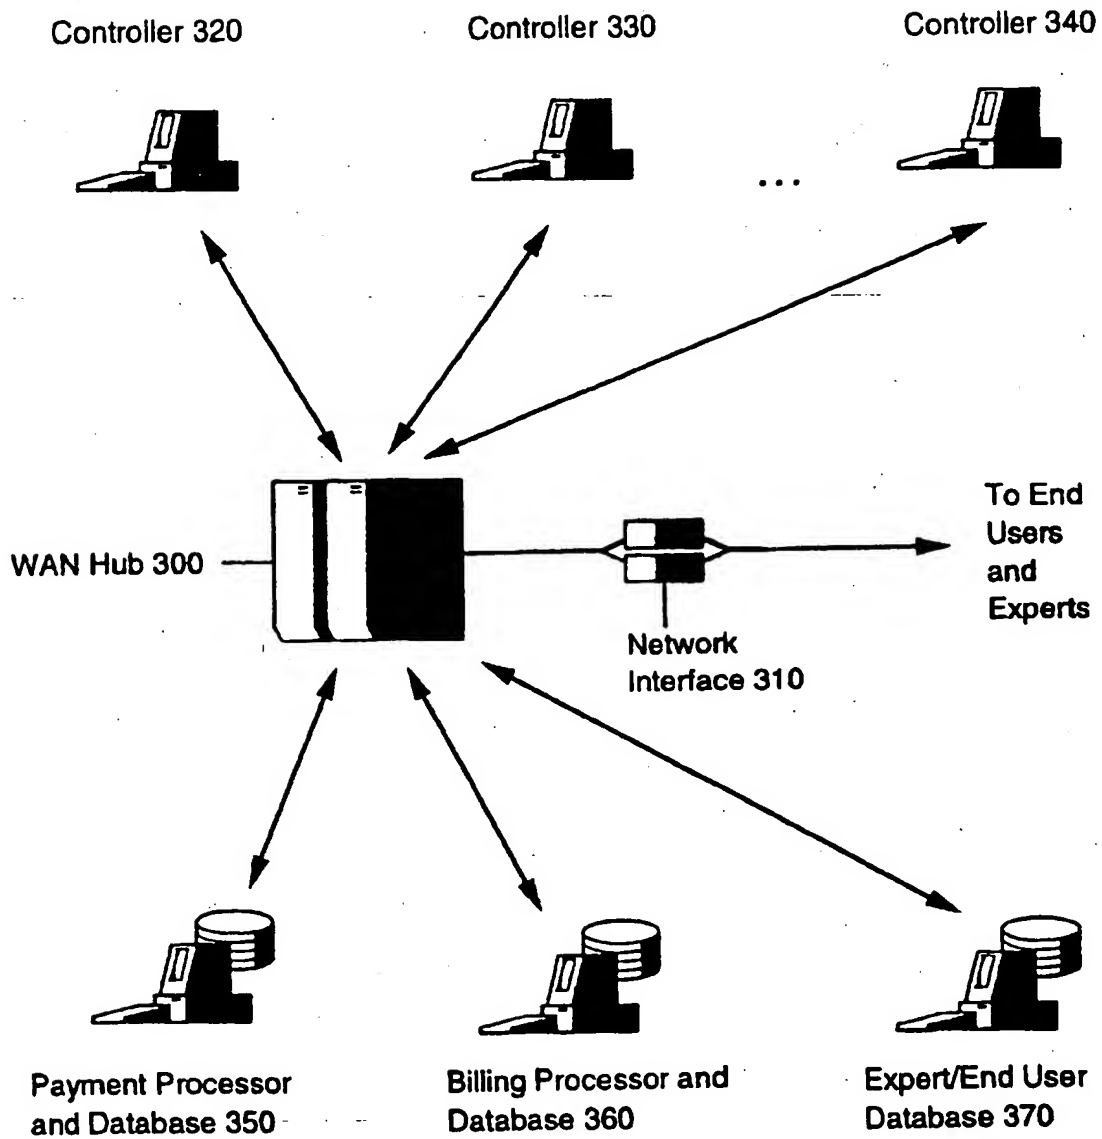 Controller 320
Controller 330
Controller 340
...
To End
Users
and
Experts
WAN Hub 300
Network
Interface 310
Payment Processor
and Database 350
Billing Processor and
Database 360
Expert/End User
Database 370